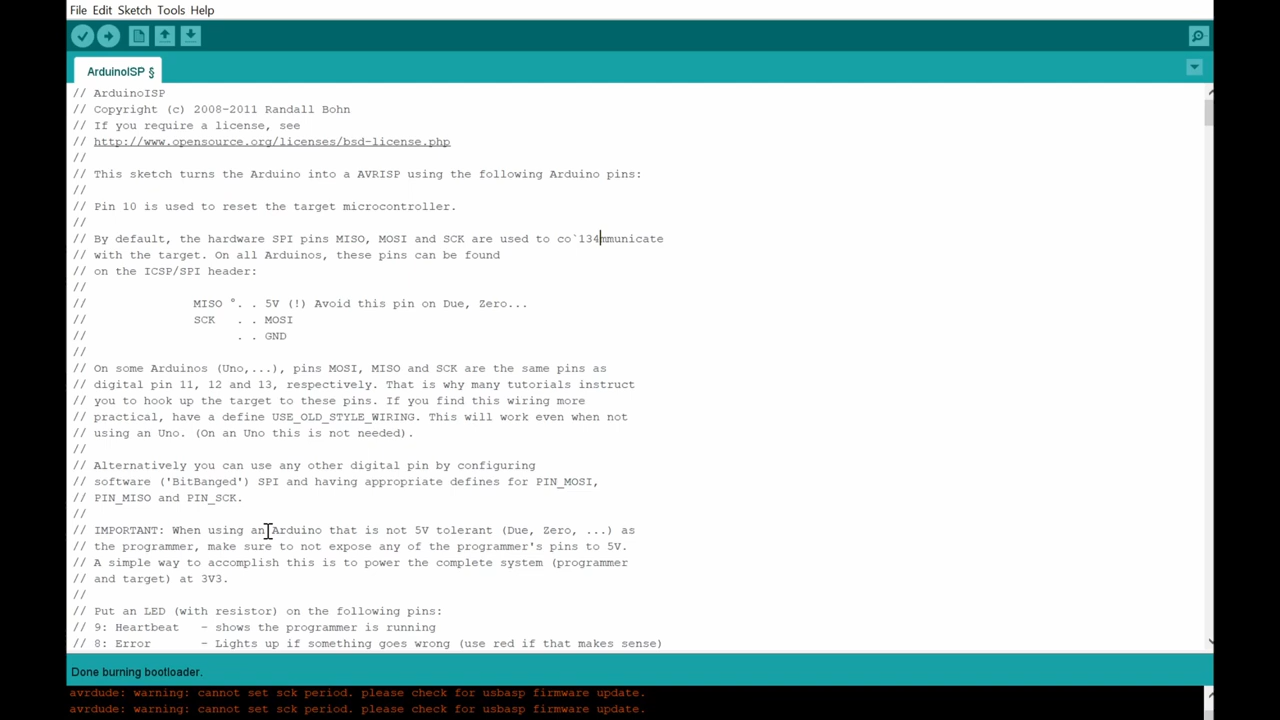 File Edit Sketch Tools Help
ArduinoISP §
// ArduinoISP
// Copyright (c) 2008-2011 Randall Bohn
// If you require a license, see
// http://www.opensource.org/licenses/bsd-license.php
//
// This sketch turns the Arduino into a AVRISP using the following Arduino pins:
//
// Pin 10 is used to reset the target microcontroller.
//
// By default, the hardware SPI pins MISO, MOSI and SCK are used to co`134mmunicate
// with the target. On all Arduinos, these pins can be found
// on the ICSP/SPI header:
//
// MISO °. . 5V (!) Avoid this pin on Due, Zero...
// SCK . . MOSI
// . . GND
//
// On some Arduinos (Uno,...), pins MOSI, MISO and SCK are the same pins as
// digital pin 11, 12 and 13, respectively. That is why many tutorials instruct
// you to hook up the target to these pins. If you find this wiring more
// practical, have a define USE_OLD_STYLE_WIRING. This will work even when not
// using an Uno. (On an Uno this is not needed).
//
// Alternatively you can use any other digital pin by configuring
// software ('BitBanged') SPI and having appropriate defines for PIN_MOSI,
// PIN_MISO and PIN_SCK.
//
// IMPORTANT: When using an Arduino that is not 5V tolerant (Due, Zero, ...) as
// the programmer, make sure to not expose any of the programmer's pins to 5V.
// A simple way to accomplish this is to power the complete system (programmer
// and target) at 3V3.
//
// Put an LED (with resistor) on the following pins:
// 9: Heartbeat - shows the programmer is running
// 8: Error - Lights up if something goes wrong (use red if that makes sense)
Done burning bootloader.
avrdude: warning: cannot set sck period. please check for usbasp firmware update.
avrdude: warning: cannot set sck period. please check for usbasp firmware update.